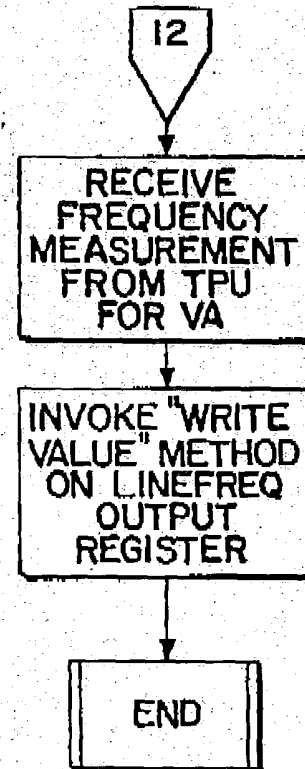 12
RECEIVE
FREQUENCY
MEASUREMENT
FROM TPU
FOR VA
INVOKE "WRITE
VALUE" METHOD
ON LINEFREQ
OUTPUT
REGISTER
END